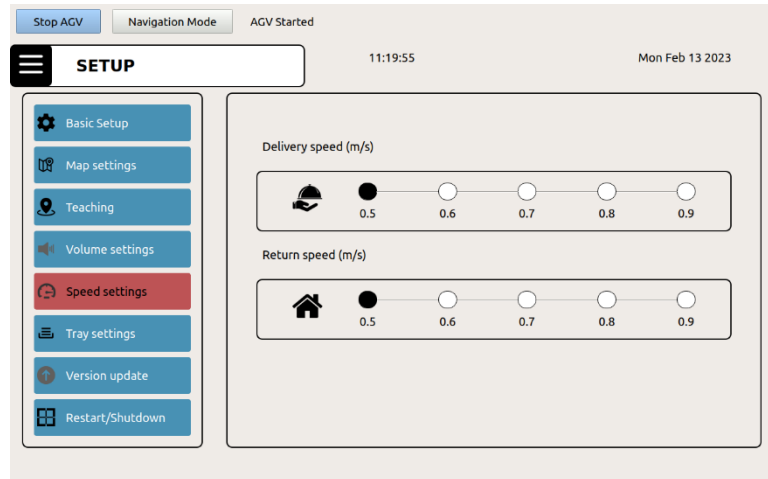 Stop AGV
Navigation Mode
AGV Started
SETUP
11:19:55
Mon Feb 13 2023
Basic Setup
Map settings
Teaching
Volume settings
Speed settings
Tray settings
Version update
Restart/Shutdown
Delivery speed (m/s)
0.5 0.6 0.7 0.8 0.9
Return speed (m/s)
0.5 0.6 0.7 0.8 0.9